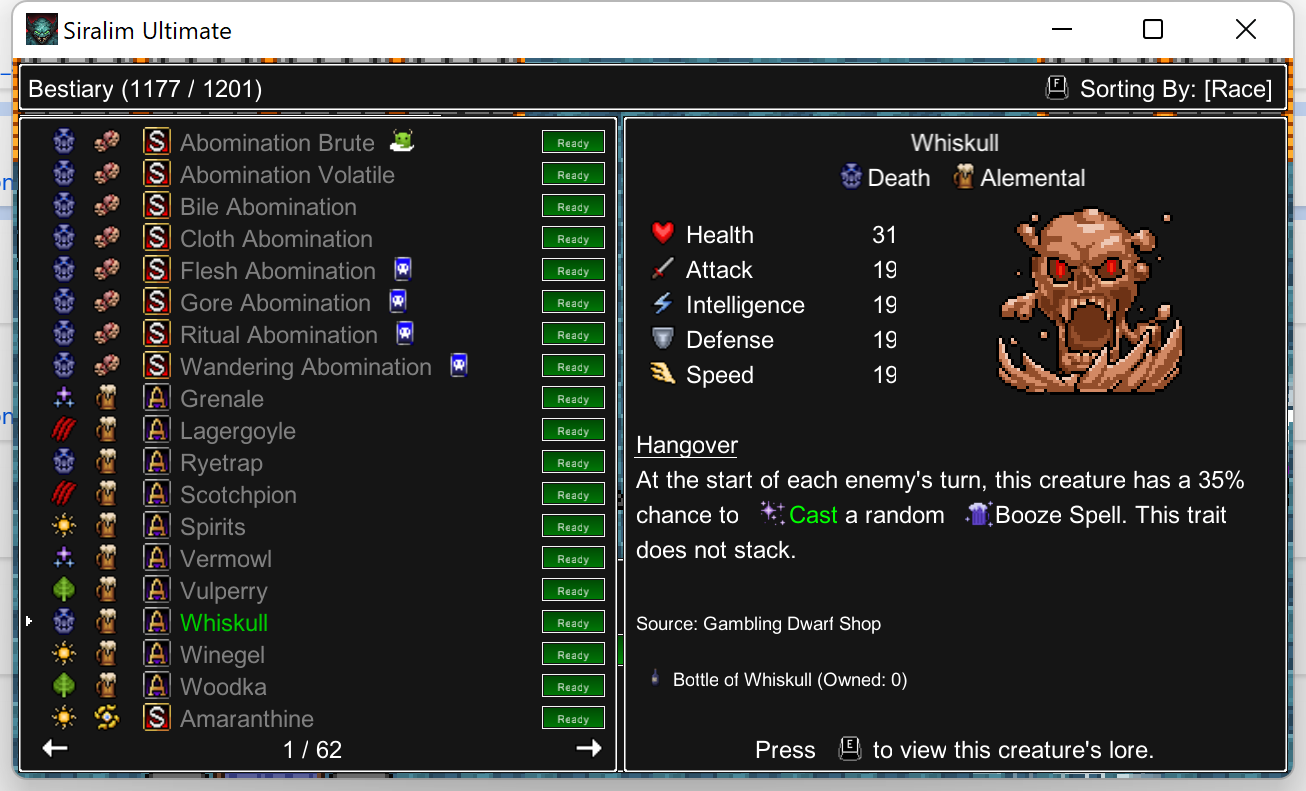 Siralim Ultimate
Bestiary (1177 / 1201)
F Sorting By: [Race]
S Abomination Brute Ready
S Abomination Volatile Ready
S Bile Abomination Ready
S Cloth Abomination Ready
S Flesh Abomination Ready
S Gore Abomination Ready
S Ritual Abomination Ready
S Wandering Abomination Ready
A Grenale Ready
A Lagergoyle Ready
A Ryetrap Ready
A Scotchpion Ready
A Spirits Ready
A Vermowl Ready
A Vulperry Ready
A Whiskull Ready
A Winegel Ready
A Woodka Ready
S Amaranthine Ready
1 / 62
Whiskull
Death Alemental
Health 31
Attack 19
Intelligence 19
Defense 19
Speed 19
Hangover
At the start of each enemy's turn, this creature has a 35%
chance to Cast a random Booze Spell. This trait
does not stack.
Source: Gambling Dwarf Shop
Bottle of Whiskull (Owned: 0)
Press E to view this creature's lore.